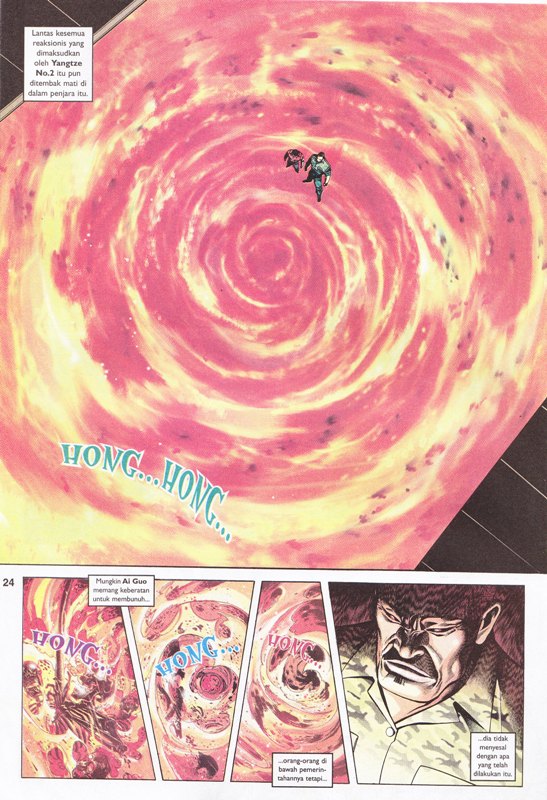 Lantas kesemua
reaksionis yang
dimaksudkan
oleh Yangtze
No.2 itu pun
ditembak mati di
dalam penjara itu.
HONG...HONG...
24
Mungkin Ai Guo
memang keberatan
untuk membunuh...
HONG...
HONG...
HONG...
...orang-orang di
bawah pemerin-
tahannya tetapi...
...dia tidak
menyesal
dengan apa
yang telah
dilakukan itu.